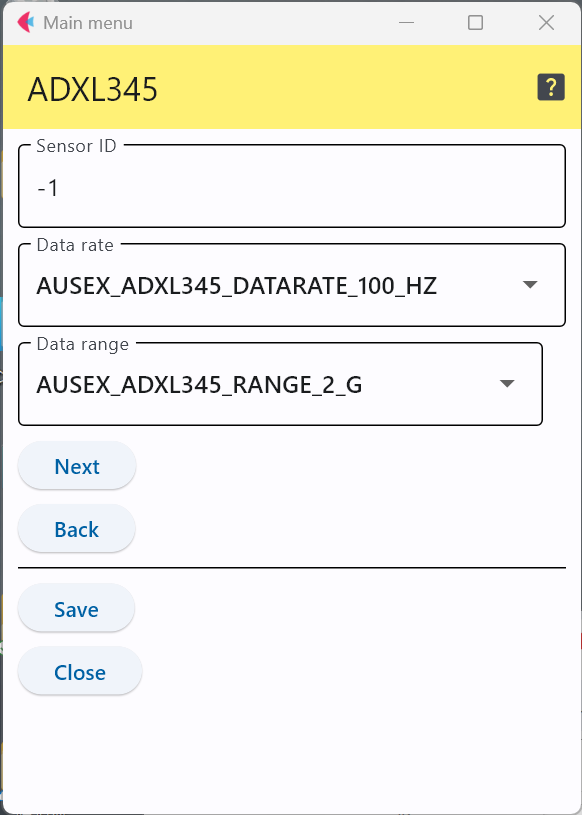 Main menu
ADXL345
?
Sensor ID
-1
Data rate
AUSEX_ADXL345_DATARATE_100_HZ
Data range
AUSEX_ADXL345_RANGE_2_G
Next
Back
Save
Close